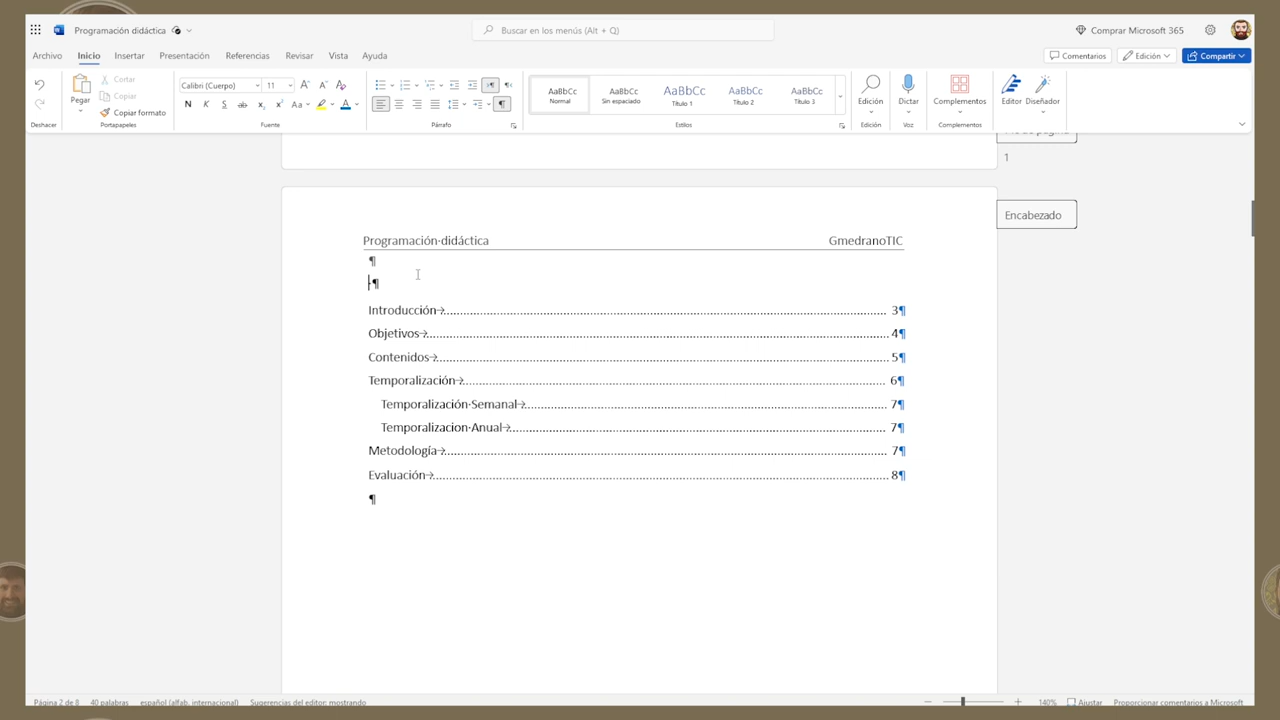 Programación didáctica
Buscar en los menús (Alt + Q)
Comprar Microsoft 365
Archivo Inicio Insertar Presentación Referencias Revisar Vista Ayuda
Comentarios Edición Compartir
Pegar Cortar
Copiar
Copiar formato
Calibri (Cuerpo) 11
N K S ab x₂ x² Aa A
AaBbCc Normal
AaBbCc Sin espaciado
AaBbCc Título 1
AaBbCc Título 2
AaBbCc Título 3
Edición Dictar Complementos Editor Diseñador
Deshacer Portapapeles Fuente Párrafo Estilos Edición Voz Complementos
1
Encabezado
Programación·didáctica GmedranoTIC
¶
·¶
Introducción→ 3¶
Objetivos→ 4¶
Contenidos→ 5¶
Temporalización→ 6¶
Temporalización·Semanal→ 7¶
Temporalizacion·Anual→ 7¶
Metodología→ 7¶
Evaluación→ 8¶
¶
Página 2 de 8 40 palabras español (alfab. internacional) Sugerencias del editor: mostrando 140% Ajustar Proporcionar comentarios a Microsoft